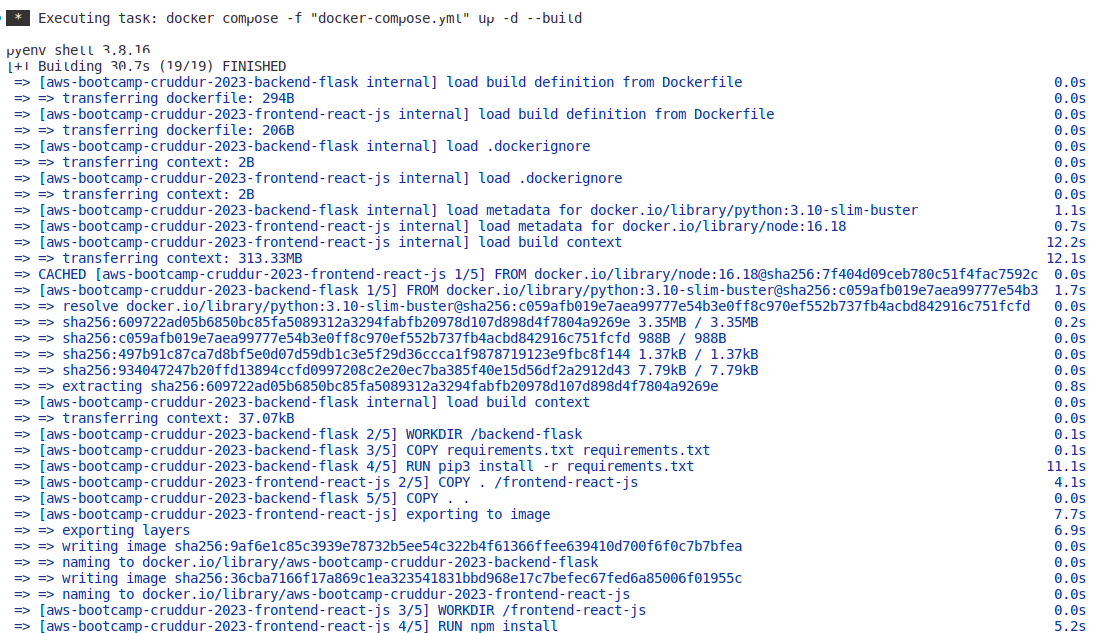 * Executing task: docker compose -f "docker-compose.yml" up -d --build
pyenv shell 3.8.16
[+] Building 30.7s (19/19) FINISHED
=> [aws-bootcamp-cruddur-2023-backend-flask internal] load build definition from Dockerfile 0.0s
=> => transferring dockerfile: 294B 0.0s
=> [aws-bootcamp-cruddur-2023-frontend-react-js internal] load build definition from Dockerfile 0.0s
=> => transferring dockerfile: 206B 0.0s
=> [aws-bootcamp-cruddur-2023-backend-flask internal] load .dockerignore 0.0s
=> => transferring context: 2B 0.0s
=> [aws-bootcamp-cruddur-2023-frontend-react-js internal] load .dockerignore 0.0s
=> => transferring context: 2B 0.0s
=> [aws-bootcamp-cruddur-2023-backend-flask internal] load metadata for docker.io/library/python:3.10-slim-buster 1.1s
=> [aws-bootcamp-cruddur-2023-frontend-react-js internal] load metadata for docker.io/library/node:16.18 0.7s
=> [aws-bootcamp-cruddur-2023-frontend-react-js internal] load build context 12.2s
=> => transferring context: 313.33MB 12.1s
=> CACHED [aws-bootcamp-cruddur-2023-frontend-react-js 1/5] FROM docker.io/library/node:16.18@sha256:7f404d09ceb780c51f4fac7592c 0.0s
=> [aws-bootcamp-cruddur-2023-backend-flask 1/5] FROM docker.io/library/python:3.10-slim-buster@sha256:c059afb019e7aea99777e54b3 1.7s
=> => resolve docker.io/library/python:3.10-slim-buster@sha256:c059afb019e7aea99777e54b3e0ff8c970ef552b737fb4acbd842916c751fcfd 0.0s
=> => sha256:609722ad05b6850bc85fa5089312a3294fabfb20978d107d898d4f7804a9269e 3.35MB / 3.35MB 0.2s
=> => sha256:c059afb019e7aea99777e54b3e0ff8c970ef552b737fb4acbd842916c751fcfd 988B / 988B 0.0s
=> => sha256:497b91c87ca7d8bf5e0d07d59db1c3e5f29d36ccca1f9878719123e9fbc8f144 1.37kB / 1.37kB 0.0s
=> => sha256:934047247b20ffd13894ccfd0997208c2e20ec7ba385f40e15d56df2a2912d43 7.79kB / 7.79kB 0.0s
=> => extracting sha256:609722ad05b6850bc85fa5089312a3294fabfb20978d107d898d4f7804a9269e 0.8s
=> [aws-bootcamp-cruddur-2023-backend-flask internal] load build context 0.0s
=> => transferring context: 37.07kB 0.0s
=> [aws-bootcamp-cruddur-2023-backend-flask 2/5] WORKDIR /backend-flask 0.1s
=> [aws-bootcamp-cruddur-2023-backend-flask 3/5] COPY requirements.txt requirements.txt 0.1s
=> [aws-bootcamp-cruddur-2023-backend-flask 4/5] RUN pip3 install -r requirements.txt 11.1s
=> [aws-bootcamp-cruddur-2023-frontend-react-js 2/5] COPY . /frontend-react-js 4.1s
=> [aws-bootcamp-cruddur-2023-backend-flask 5/5] COPY . . 0.0s
=> [aws-bootcamp-cruddur-2023-frontend-react-js] exporting to image 7.7s
=> => exporting layers 6.9s
=> => writing image sha256:9af6e1c85c3939e78732b5ee54c322b4f61366ffee639410d700f6f0c7b7bfea 0.0s
=> => naming to docker.io/library/aws-bootcamp-cruddur-2023-backend-flask 0.0s
=> => writing image sha256:36cba7166f17a869c1ea323541831bbd968e17c7befec67fed6a85006f01955c 0.0s
=> => naming to docker.io/library/aws-bootcamp-cruddur-2023-frontend-react-js 0.0s
=> [aws-bootcamp-cruddur-2023-frontend-react-js 3/5] WORKDIR /frontend-react-js 0.0s
=> [aws-bootcamp-cruddur-2023-frontend-react-js 4/5] RUN npm install 5.2s